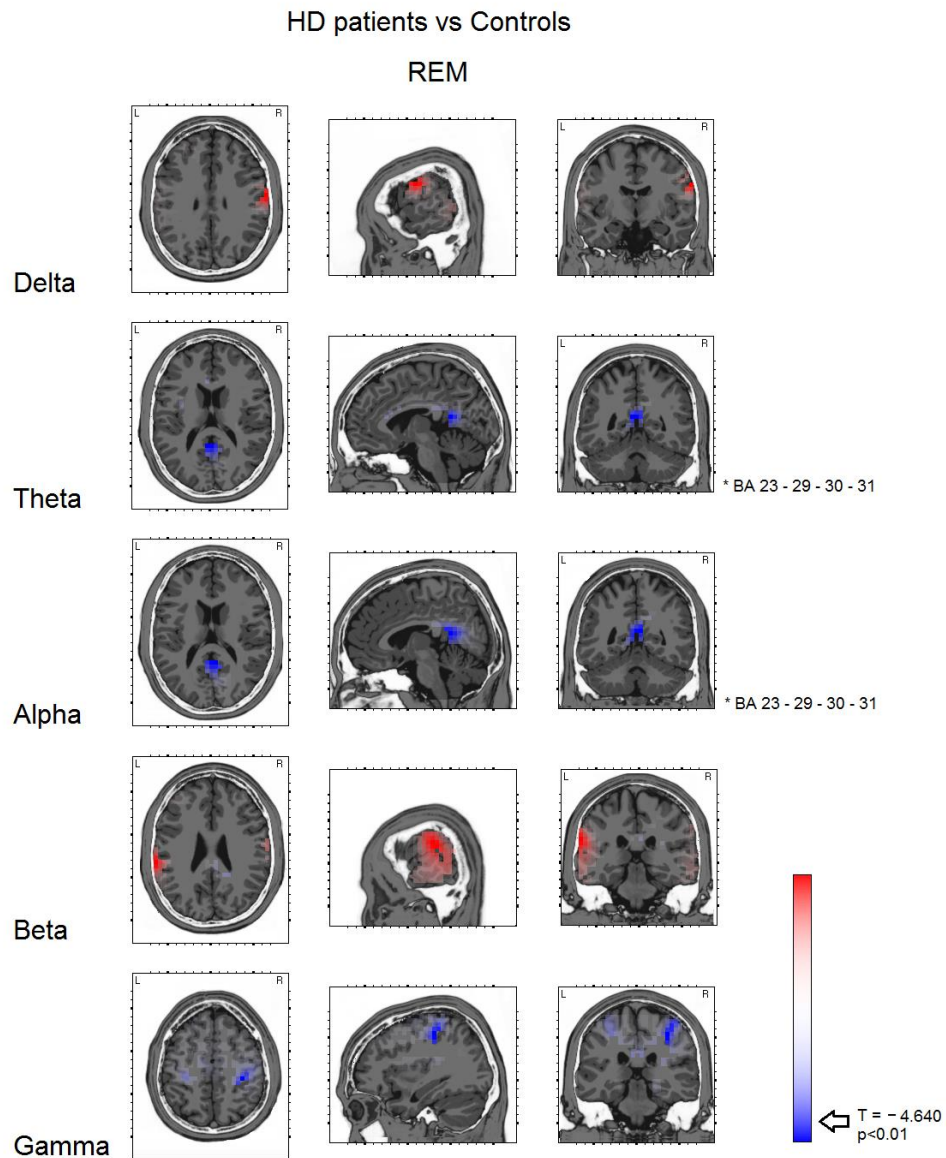 HD patients vs Controls
REM
L R
L R
Delta
L R
L R
Theta
* BA 23 - 29 - 30 - 31
L R
L R
Alpha
* BA 23 - 29 - 30 - 31
L R
L R
Beta
L R
L R
Gamma
T = − 4.640
p<0.01